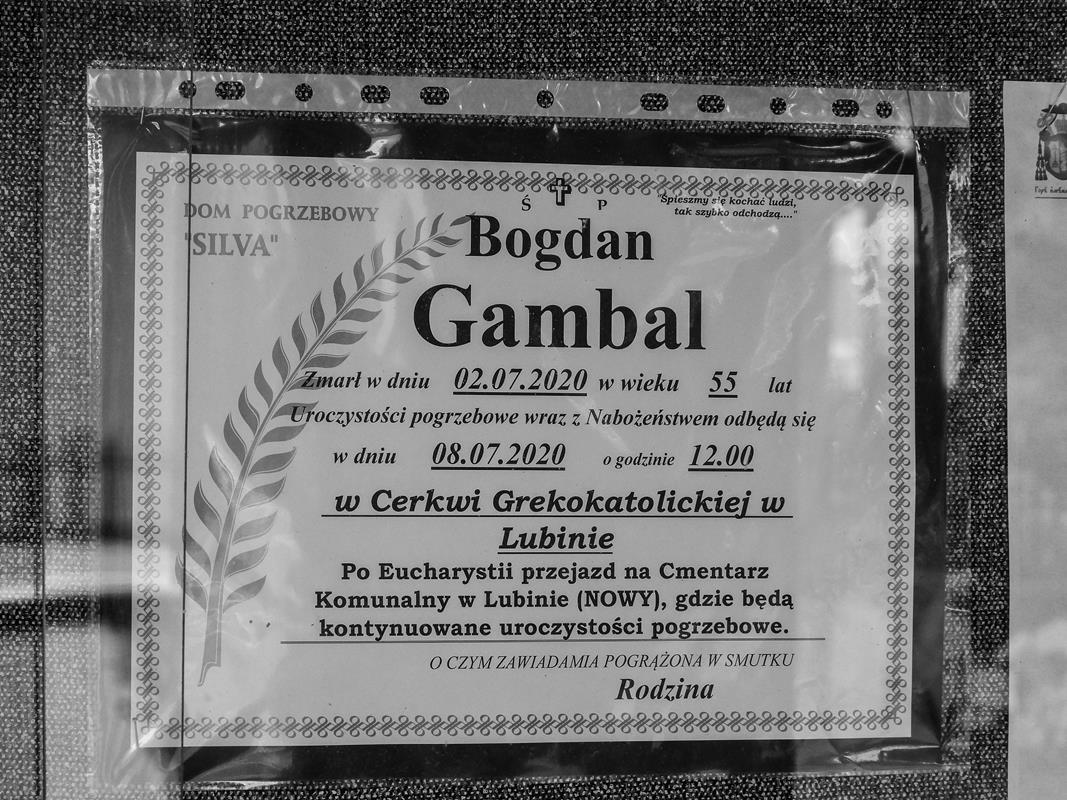 DOM POGRZEBOWY
"SILVA"
Ś P
"Śpieszmy się kochać ludzi,
tak szybko odchodzą...."
Bogdan
Gambal
Zmarł w dniu 02.07.2020 w wieku 55 lat
Uroczystości pogrzebowe wraz z Nabożeństwem odbędą się
w dniu 08.07.2020 o godzinie 12.00
w Cerkwi Grekokatolickiej w
Lubinie
Po Eucharystii przejazd na Cmentarz
Komunalny w Lubinie (NOWY), gdzie będą
kontynuowane uroczystości pogrzebowe.
O CZYM ZAWIADAMIA POGRĄŻONA W SMUTKU
Rodzina